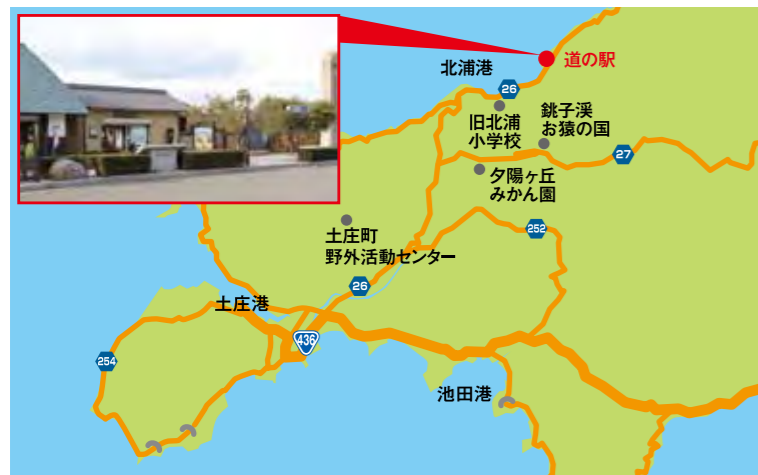 道の駅
北浦港
26
旧北浦
小学校
銚子渓
お猿の国
27
夕陽ヶ丘
みかん園
252
土庄町
野外活動センター
26
土庄港
436
254
池田港